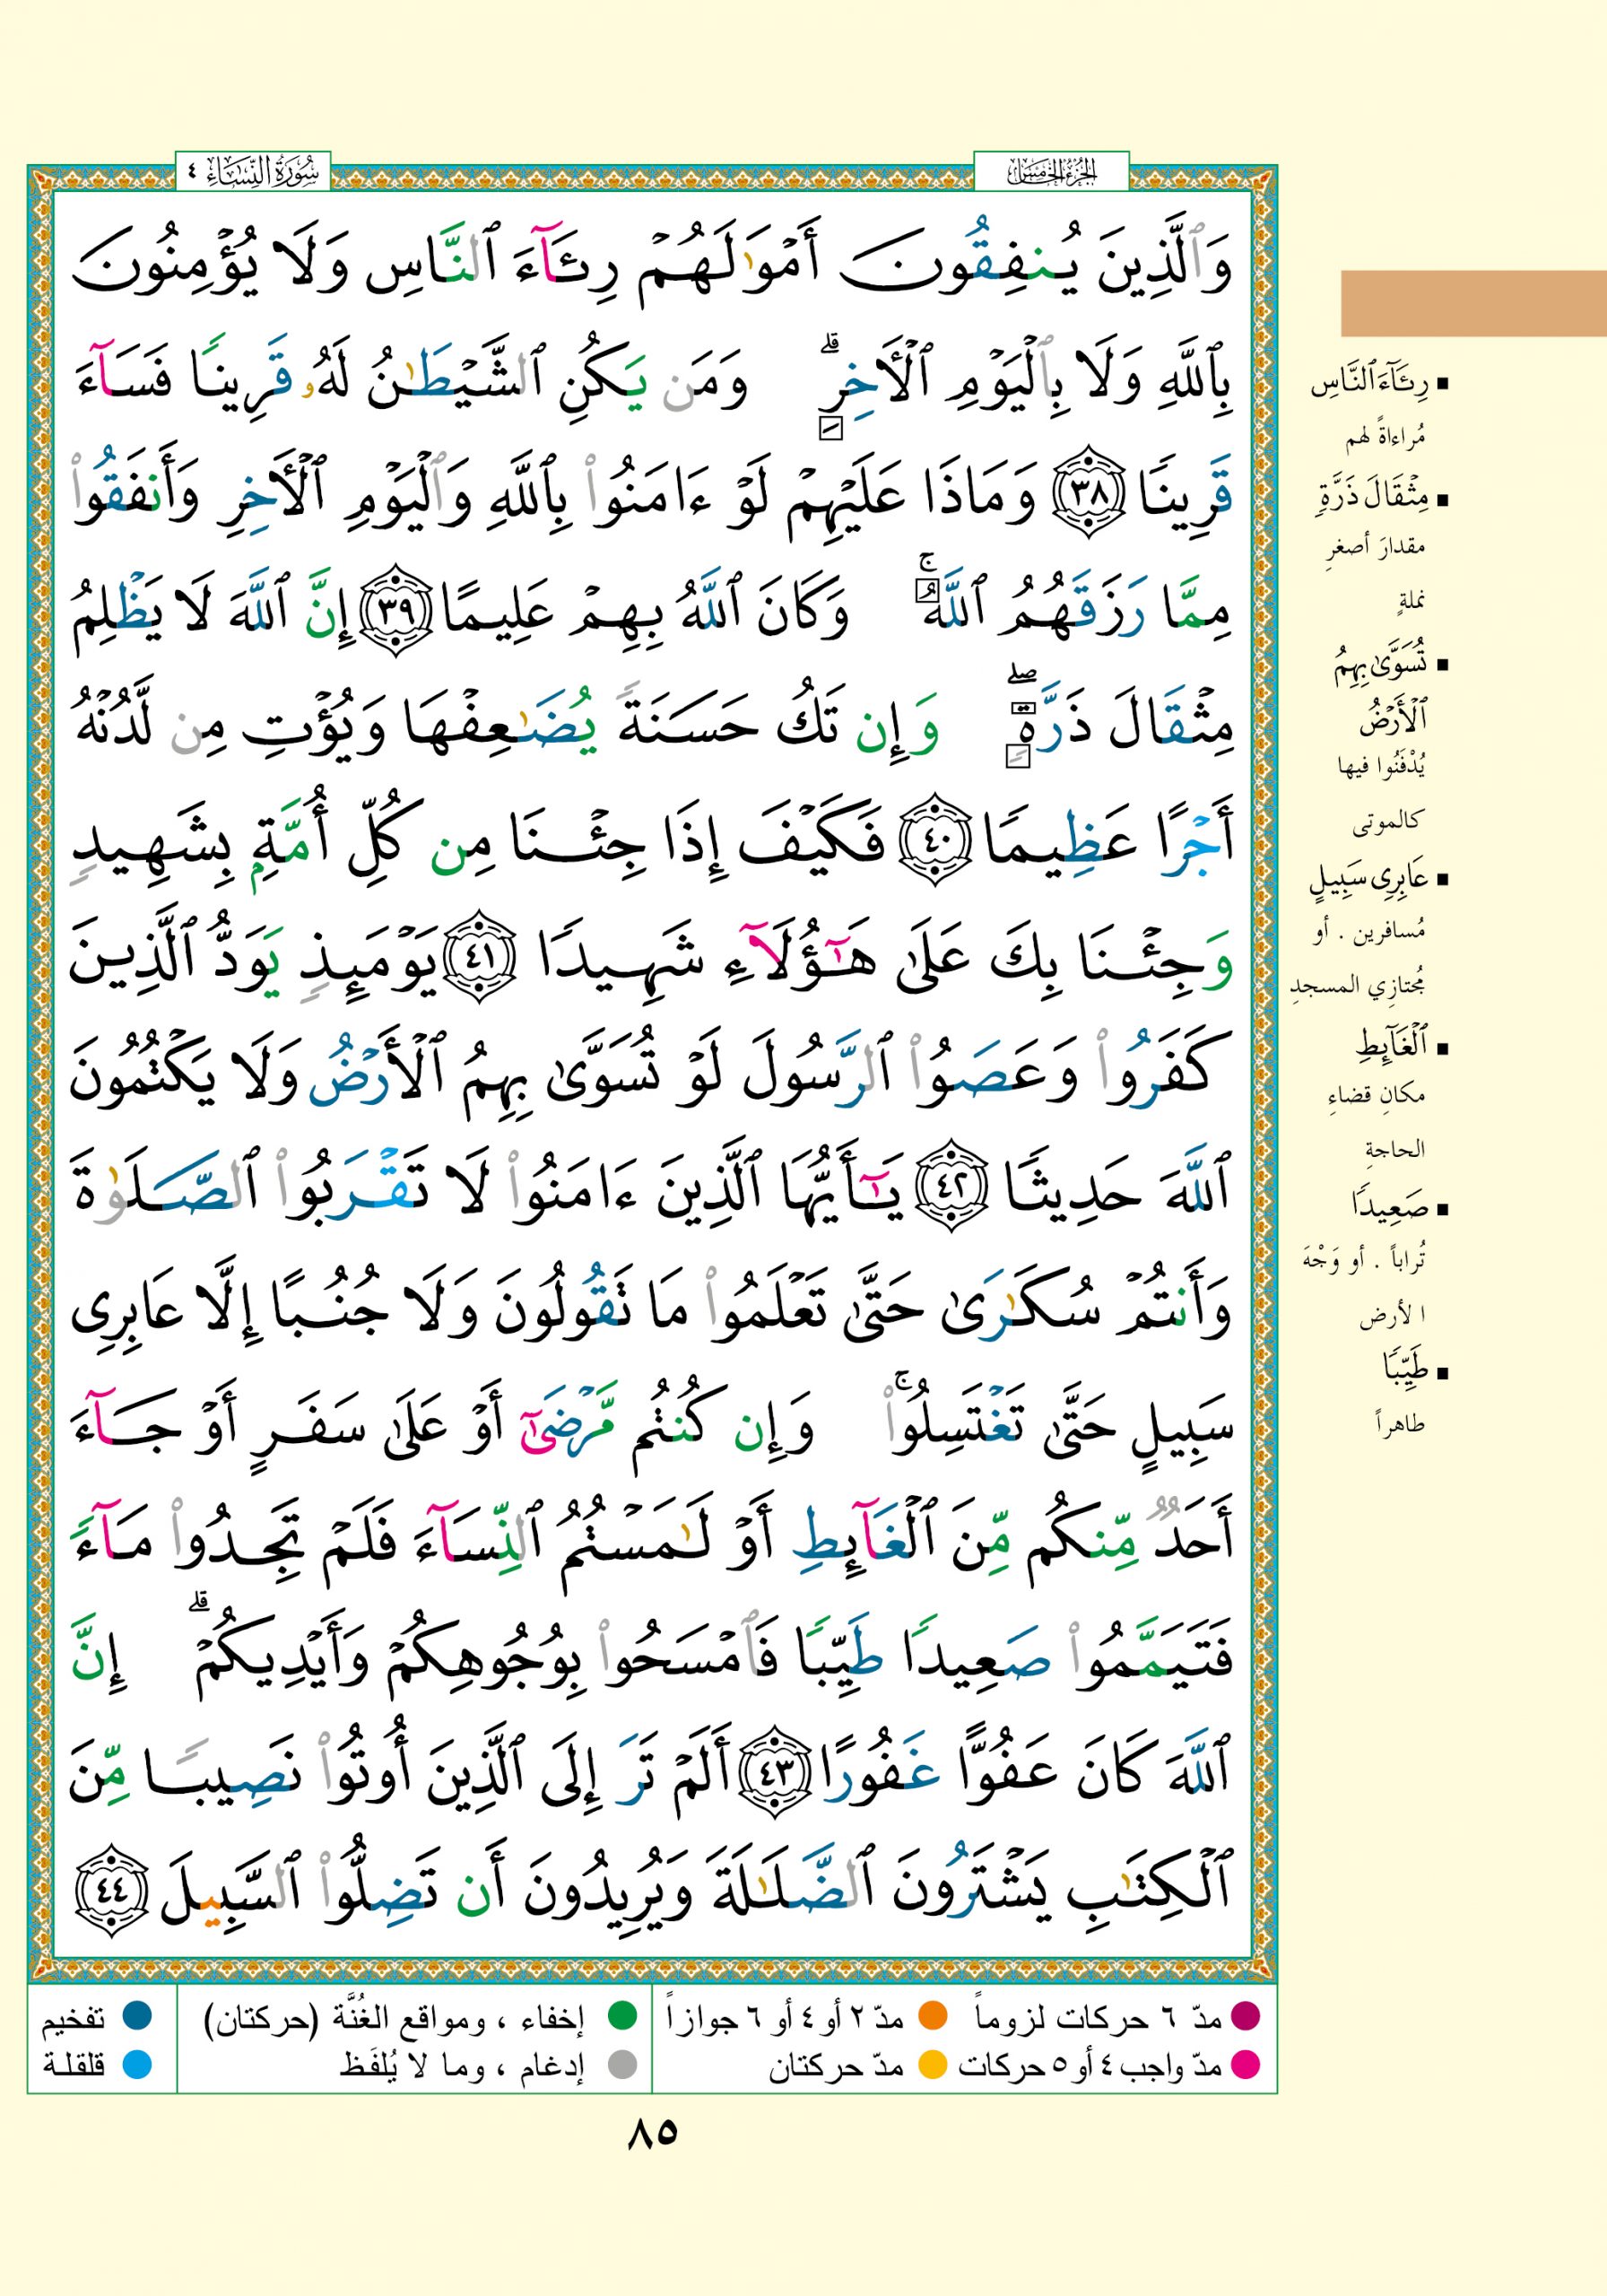 الجزء الخامس
سورة النساء ٤
وَٱلَّذِينَ يُنفِقُونَ أَمۡوَٰلَهُمۡ رِئَآءَ ٱلنَّاسِ وَلَا يُؤۡمِنُونَ
بِٱللَّهِ وَلَا بِٱلۡيَوۡمِ ٱلۡأٓخِرِۗ وَمَن يَكُنِ ٱلشَّيۡطَٰنُ لَهُۥ قَرِينٗا فَسَآءَ
قَرِينٗا ٣٨ وَمَاذَا عَلَيۡهِمۡ لَوۡ ءَامَنُواْ بِٱللَّهِ وَٱلۡيَوۡمِ ٱلۡأٓخِرِ وَأَنفَقُواْ
مِمَّا رَزَقَهُمُ ٱللَّهُۚ وَكَانَ ٱللَّهُ بِهِمۡ عَلِيمًا ٣٩ إِنَّ ٱللَّهَ لَا يَظۡلِمُ
مِثۡقَالَ ذَرَّةٖۖ وَإِن تَكُ حَسَنَةٗ يُضَٰعِفۡهَا وَيُؤۡتِ مِن لَّدُنۡهُ
أَجۡرًا عَظِيمٗا ٤٠ فَكَيۡفَ إِذَا جِئۡنَا مِن كُلِّ أُمَّةِۭ بِشَهِيدٖ
وَجِئۡنَا بِكَ عَلَىٰ هَٰٓؤُلَآءِ شَهِيدٗا ٤١ يَوۡمَئِذٖ يَوَدُّ ٱلَّذِينَ
كَفَرُواْ وَعَصَوُاْ ٱلرَّسُولَ لَوۡ تُسَوَّىٰ بِهِمُ ٱلۡأَرۡضُ وَلَا يَكۡتُمُونَ
ٱللَّهَ حَدِيثٗا ٤٢ يَٰٓأَيُّهَا ٱلَّذِينَ ءَامَنُواْ لَا تَقۡرَبُواْ ٱلصَّلَوٰةَ
وَأَنتُمۡ سُكَٰرَىٰ حَتَّىٰ تَعۡلَمُواْ مَا تَقُولُونَ وَلَا جُنُبًا إِلَّا عَابِرِي
سَبِيلٍ حَتَّىٰ تَغۡتَسِلُواْۚ وَإِن كُنتُم مَّرۡضَىٰٓ أَوۡ عَلَىٰ سَفَرٍ أَوۡ جَآءَ
أَحَدٞ مِّنكُم مِّنَ ٱلۡغَآئِطِ أَوۡ لَٰمَسۡتُمُ ٱلنِّسَآءَ فَلَمۡ تَجِدُواْ مَآءٗ
فَتَيَمَّمُواْ صَعِيدٗا طَيِّبٗا فَٱمۡسَحُواْ بِوُجُوهِكُمۡ وَأَيۡدِيكُمۡۗ إِنَّ
ٱللَّهَ كَانَ عَفُوًّا غَفُورًا ٤٣ أَلَمۡ تَرَ إِلَى ٱلَّذِينَ أُوتُواْ نَصِيبٗا مِّنَ
ٱلۡكِتَٰبِ يَشۡتَرُونَ ٱلضَّلَٰلَةَ وَيُرِيدُونَ أَن تَضِلُّواْ ٱلسَّبِيلَ ٤٤
▪ رِئَآءَ ٱلنَّاسِ
مُراءاةً لهم
▪ مِثۡقَالَ ذَرَّةٖ
مقدارَ أصغرِ
نملةٍ
▪ تُسَوَّىٰ بِهِمُ
ٱلۡأَرۡضُ
يُدْفَنُوا فيها
كالموتى
▪ عَابِرِي سَبِيلٍ
مُسافرين . أو
مُجتازِي المسجدِ
▪ ٱلۡغَآئِطِ
مكانِ قضاءِ
الحاجةِ
▪ صَعِيدٗا
تُراباً . أو وَجْهَ
الأرض
▪ طَيِّبٗا
طاهراً
مدّ ٦ حركات لزوماً ● مدّ ٢ أو ٤ أو ٦ جوازاً ● إخفاء ، ومواقع الغُنَّة (حركتان) ● تفخيم
مدّ واجب ٤ أو ٥ حركات ● مدّ حركتان ● إدغام ، وما لا يُلفَظ ● قلقلة
٨٥